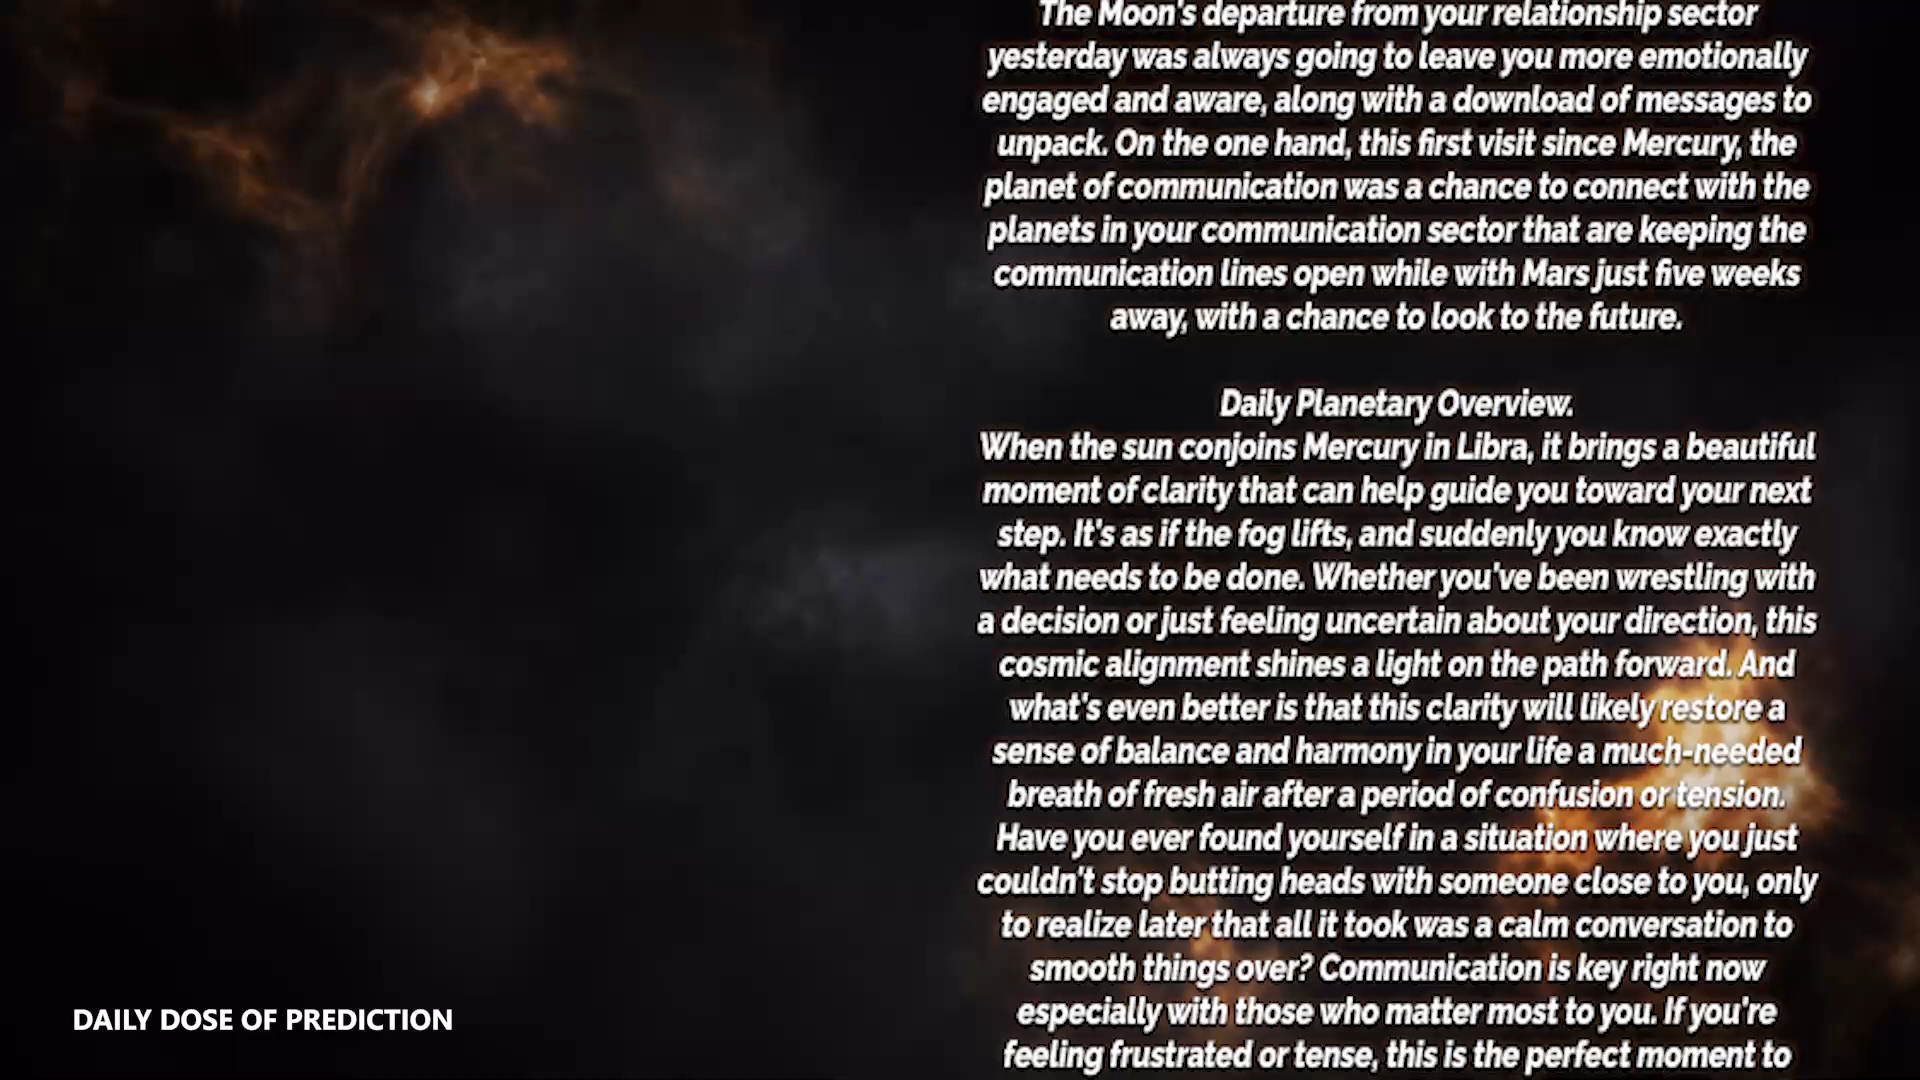 The Moon's departure from your relationship sector
yesterday was always going to leave you more emotionally
engaged and aware, along with a download of messages to
unpack. On the one hand, this first visit since Mercury, the
planet of communication was a chance to connect with the
planets in your communication sector that are keeping the
communication lines open while with Mars just five weeks
away, with a chance to look to the future.
Daily Planetary Overview.
When the sun conjoins Mercury in Libra, it brings a beautiful
moment of clarity that can help guide you toward your next
step. It's as if the fog lifts, and suddenly you know exactly
what needs to be done. Whether you've been wrestling with
a decision or just feeling uncertain about your direction, this
cosmic alignment shines a light on the path forward. And
what's even better is that this clarity will likely restore a
sense of balance and harmony in your life a much-needed
breath of fresh air after a period of confusion or tension.
Have you ever found yourself in a situation where you just
couldn't stop butting heads with someone close to you, only
to realize later that all it took was a calm conversation to
smooth things over? Communication is key right now
especially with those who matter most to you. If you're
feeling frustrated or tense, this is the perfect moment to
DAILY DOSE OF PREDICTION